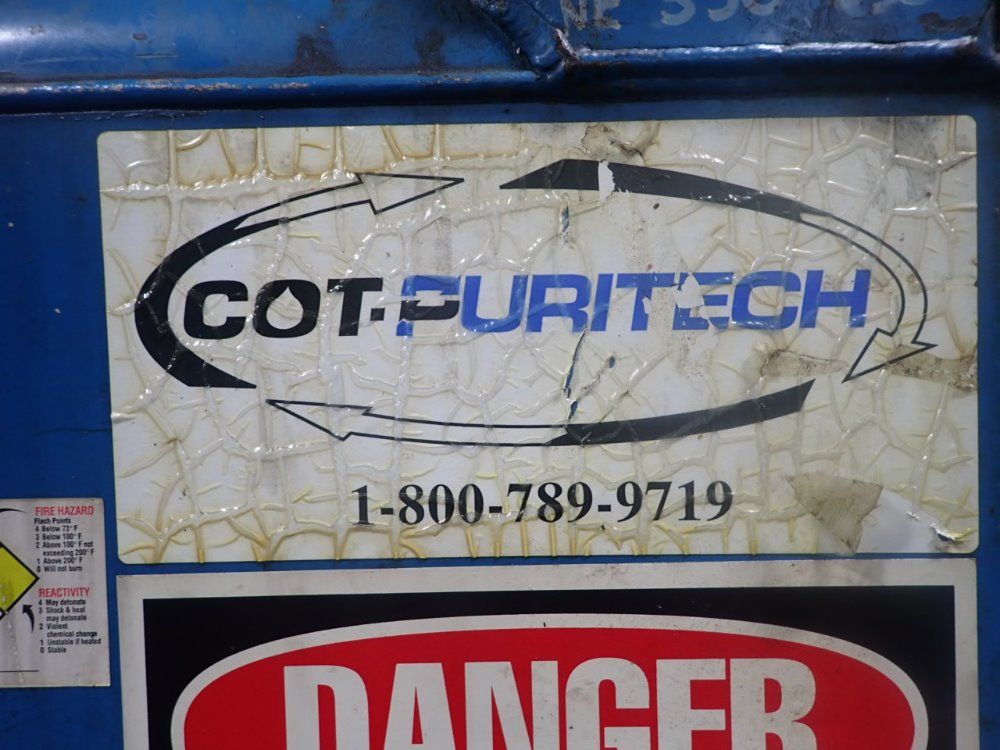 COT-PURITECH
1-800-789-9719
FIRE HAZARD
Flash Points
4 Below 73° F
3 Below 100° F
2 Above 100° F not
exceeding 200° F
1 Above 200° F
0 Will not burn
REACTIVITY
4 May detonate
3 Shock & heat
may detonate
2 Violent
chemical change
1 Unstable if heated
0 Stable
DANGER